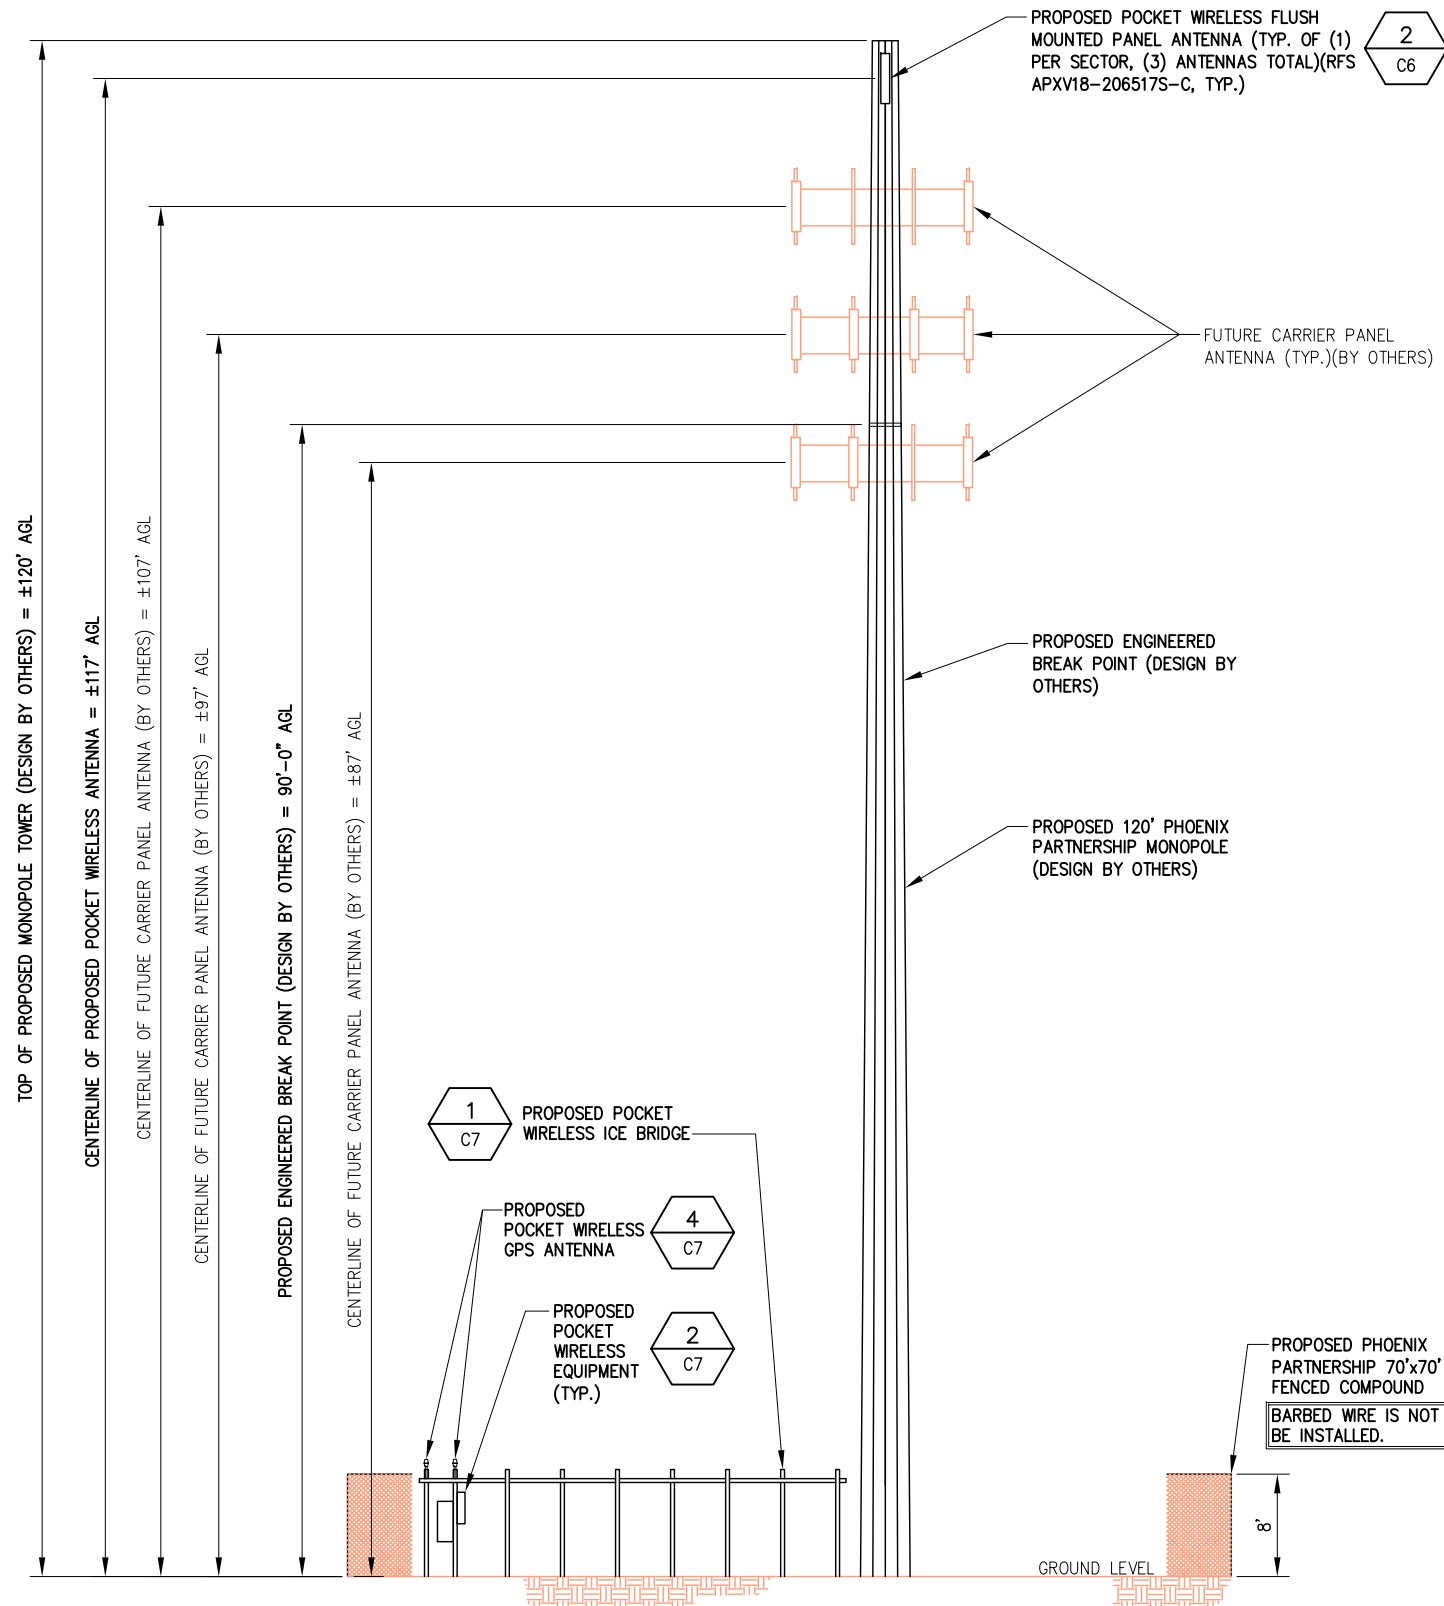 PROPOSED POCKET WIRELESS FLUSH
MOUNTED PANEL ANTENNA (TYP. OF (1)
PER SECTOR, (3) ANTENNAS TOTAL)(RFS
APXV18-206517S-C, TYP.)
2
C6
FUTURE CARRIER PANEL
ANTENNA (TYP.)(BY OTHERS)
TOP OF PROPOSED MONOPOLE TOWER (DESIGN BY OTHERS) = ±120' AGL
CENTERLINE OF PROPOSED POCKET WIRELESS ANTENNA = ±117' AGL
CENTERLINE OF FUTURE CARRIER PANEL ANTENNA (BY OTHERS) = ±107' AGL
CENTERLINE OF FUTURE CARRIER PANEL ANTENNA (BY OTHERS) = ±97' AGL
PROPOSED ENGINEERED BREAK POINT (DESIGN BY OTHERS) = 90'-0" AGL
CENTERLINE OF FUTURE CARRIER PANEL ANTENNA (BY OTHERS) = ±87' AGL
PROPOSED ENGINEERED
BREAK POINT (DESIGN BY
OTHERS)
PROPOSED 120' PHOENIX
PARTNERSHIP MONOPOLE
(DESIGN BY OTHERS)
1
C7
PROPOSED POCKET
WIRELESS ICE BRIDGE
PROPOSED
POCKET WIRELESS
GPS ANTENNA
4
C7
PROPOSED
POCKET
WIRELESS
EQUIPMENT
(TYP.)
2
C7
PROPOSED PHOENIX
PARTNERSHIP 70'x70'
FENCED COMPOUND
BARBED WIRE IS NOT
BE INSTALLED.
8'
GROUND LEVEL